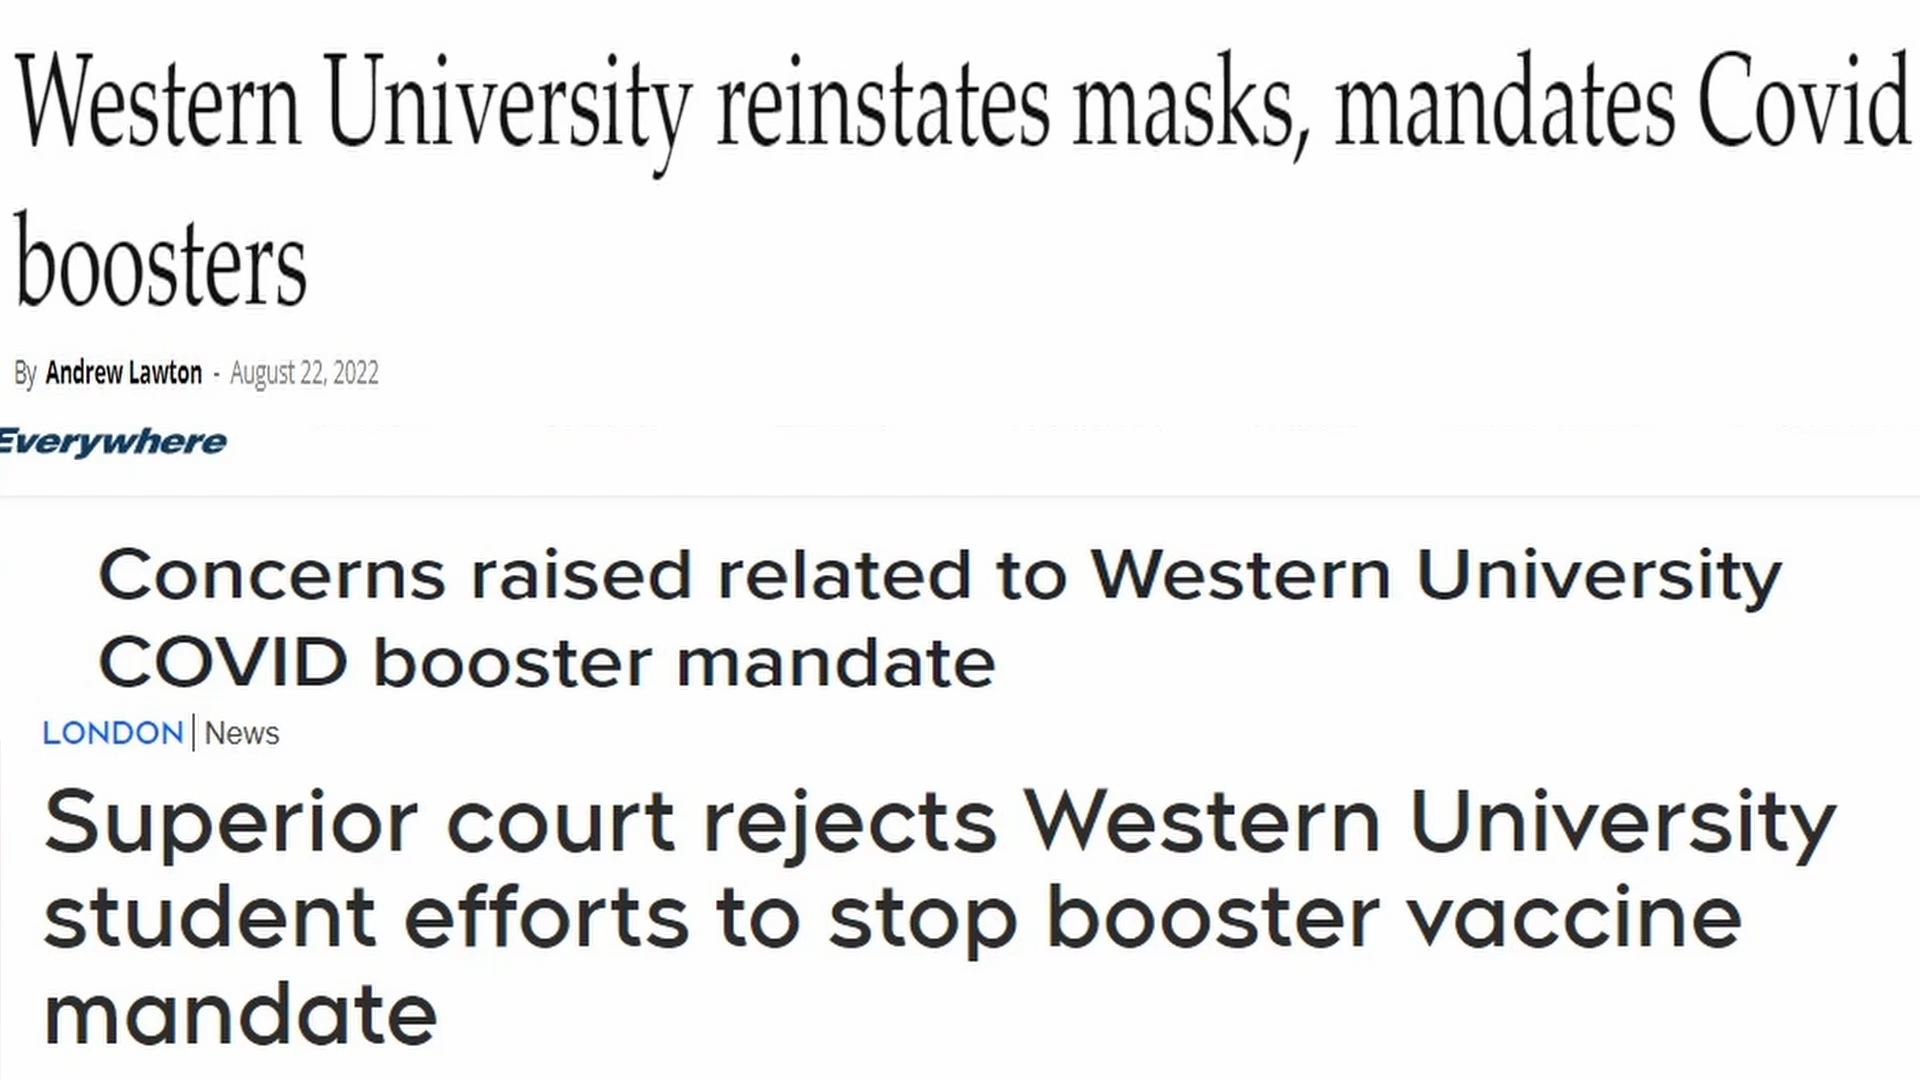 Western University reinstates masks, mandates Covid
boosters
By Andrew Lawton - August 22, 2022
Everywhere
Concerns raised related to Western University
COVID booster mandate
LONDON | News
Superior court rejects Western University
student efforts to stop booster vaccine
mandate